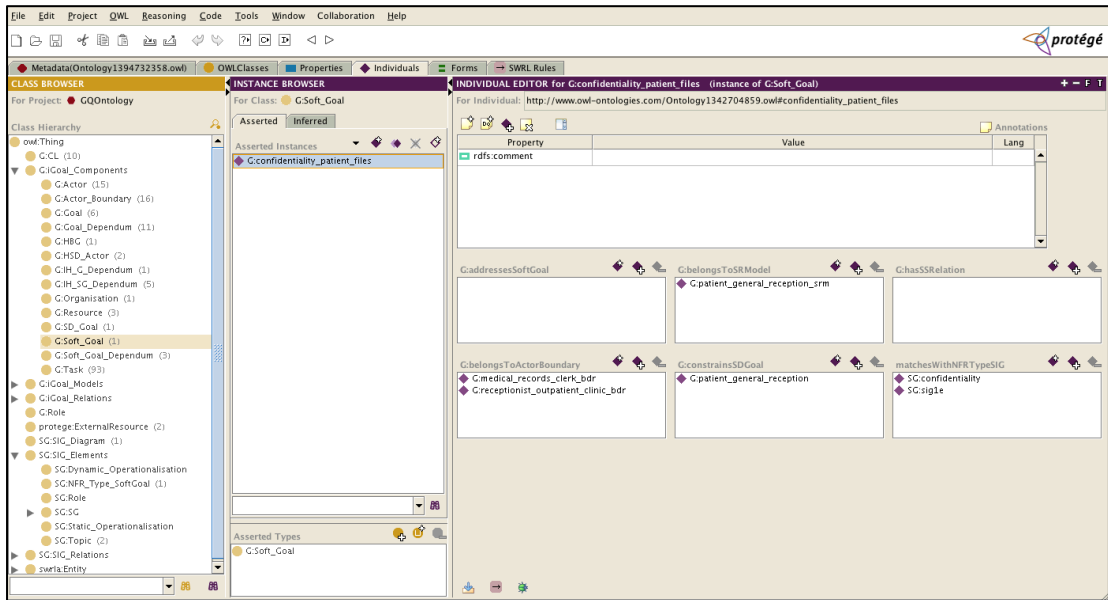 File Edit Project OWL Reasoning Code Tools Window Collaboration Help
protégé
Metadata(Ontology1394732358.owl) OWLClasses Properties Individuals Forms SWRL Rules
CLASS BROWSER
For Project: GQOntology
Class Hierarchy
owl:Thing
G:CL (10)
G:iGoal_Components
G:Actor (15)
G:Actor_Boundary (16)
G:Goal (6)
G:Goal_Dependum (11)
G:HBG (1)
G:HSD_Actor (2)
G:IH_G_Dependum (1)
G:IH_SG_Dependum (5)
G:Organisation (1)
G:Resource (3)
G:SD_Goal (1)
G:Soft_Goal (1)
G:Soft_Goal_Dependum (3)
G:Task (93)
G:iGoal_Models
G:iGoal_Relations
G:Role
protege:ExternalResource (2)
SG:SIG_Diagram (1)
SG:SIG_Elements
SG:Dynamic_Operationalisation
SG:NFR_Type_SoftGoal (1)
SG:Role
SG:SG
SG:Static_Operationalisation
SG:Topic (2)
SG:SIG_Relations
swrla:Entity
INSTANCE BROWSER
For Class: G:Soft_Goal
Asserted Inferred
Asserted Instances
G:confidentiality_patient_files
Asserted Types
G:Soft_Goal
INDIVIDUAL EDITOR for G:confidentiality_patient_files (instance of G:Soft_Goal) + − F T
For Individual: http://www.owl-ontologies.com/Ontology1342704859.owl#confidentiality_patient_files
Annotations
Property Value Lang
rdfs:comment
G:addressesSoftGoal G:belongsToSRModel G:hasSSRelation
G:patient_general_reception_srm
G:belongsToActorBoundary G:constrainsSDGoal matchesWithNFRTypeSIG
G:medical_records_clerk_bdr G:patient_general_reception SG:confidentiality
G:receptionist_outpatient_clinic_bdr SG:sig1e